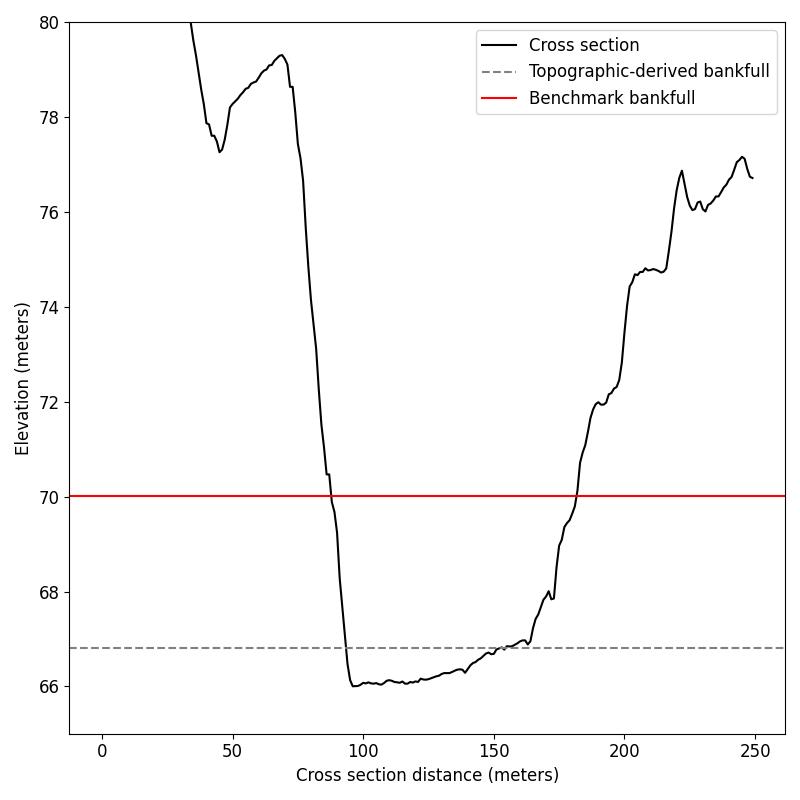 80
78
76
74
72
70
68
66
Elevation (meters)
0 50 100 150 200 250
Cross section distance (meters)
Cross section
Topographic-derived bankfull
Benchmark bankfull